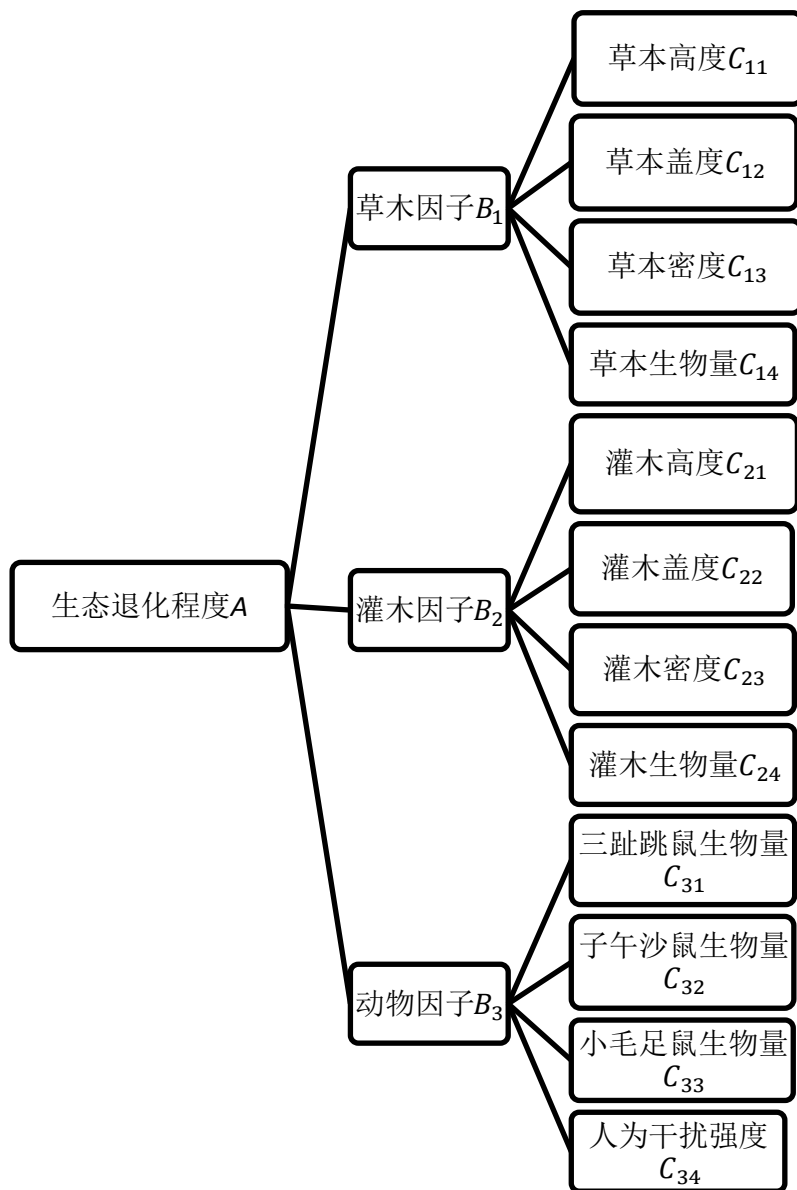 生态退化程度A
草木因子B₁
草本高度C₁₁
草本盖度C₁₂
草本密度C₁₃
草本生物量C₁₄
灌木因子B₂
灌木高度C₂₁
灌木盖度C₂₂
灌木密度C₂₃
灌木生物量C₂₄
动物因子B₃
三趾跳鼠生物量
C₃₁
子午沙鼠生物量
C₃₂
小毛足鼠生物量
C₃₃
人为干扰强度
C₃₄